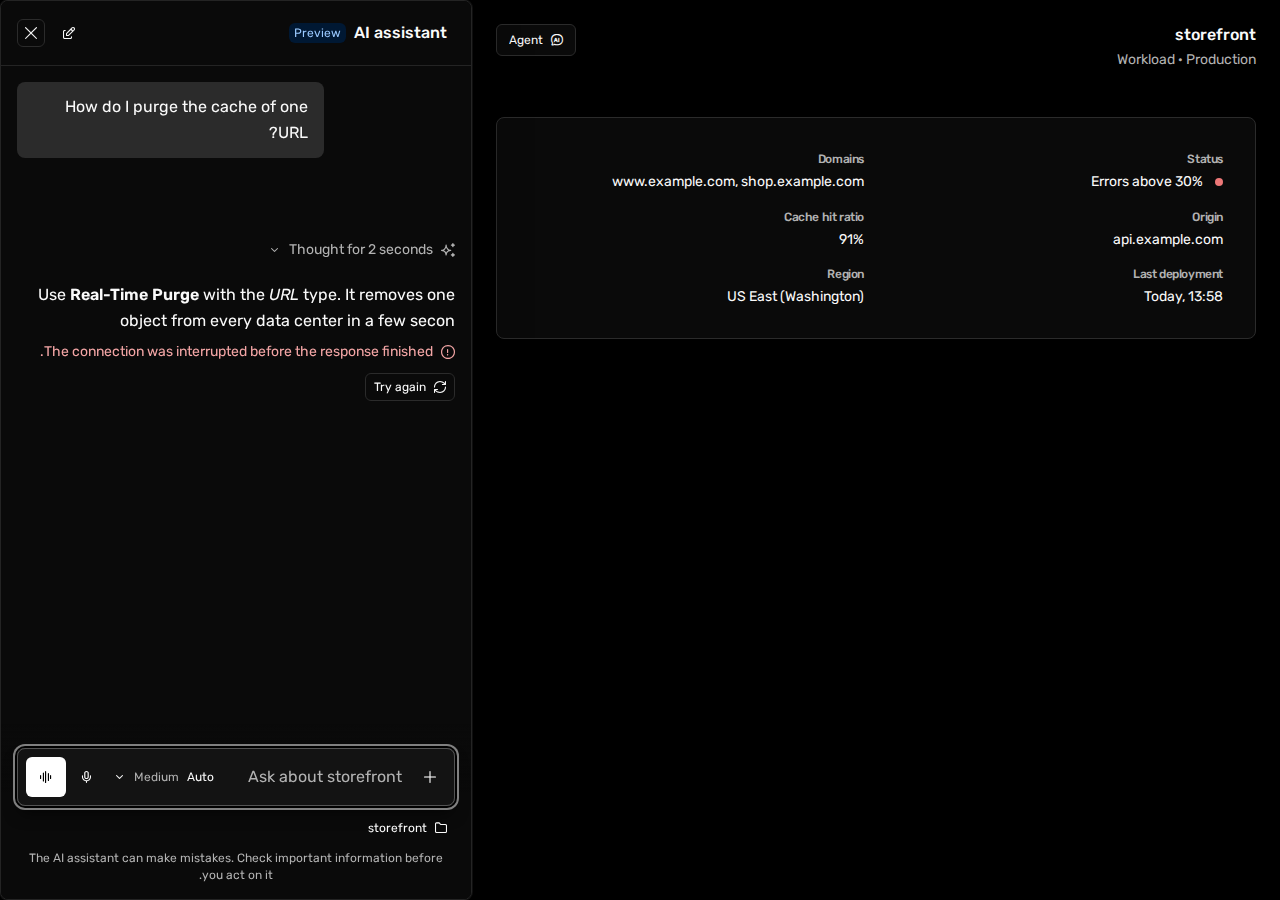 AI assistant
Preview
How do I purge the cache of one
URL?
Thought for 2 seconds
Use Real-Time Purge with the URL type. It removes one
object from every data center in a few secon
The connection was interrupted before the response finished.
Try again
Ask about storefront
Auto Medium
storefront
The AI assistant can make mistakes. Check important information before
you act on it.
storefront
Workload • Production
Agent
Status
Errors above 30%
Domains
www.example.com, shop.example.com
Origin
api.example.com
Cache hit ratio
91%
Last deployment
Today, 13:58
Region
US East (Washington)